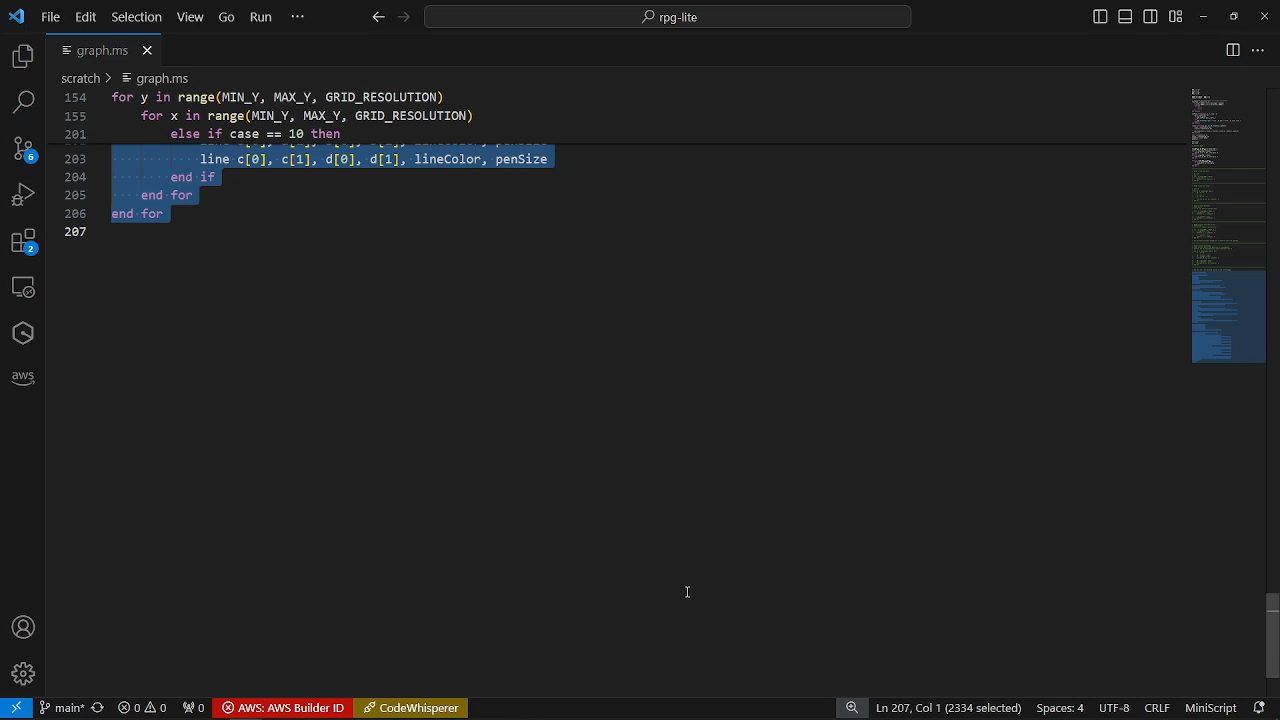 File Edit Selection View Go Run ··· rpg-lite
graph.ms
scratch > graph.ms
154 for y in range(MIN_Y, MAX_Y, GRID_RESOLUTION)
155 for x in range(MIN_Y, MAX_Y, GRID_RESOLUTION)
201 else if case == 10 then
203 line c[0], c[1], d[0], d[1], lineColor, penSize
204 end if
205 end for
206 end for
207
6
2
aws
main* 0 0 0 AWS: AWS Builder ID CodeWhisperer Ln 207, Col 1 (2334 selected) Spaces: 4 UTF-8 CRLF MiniScript